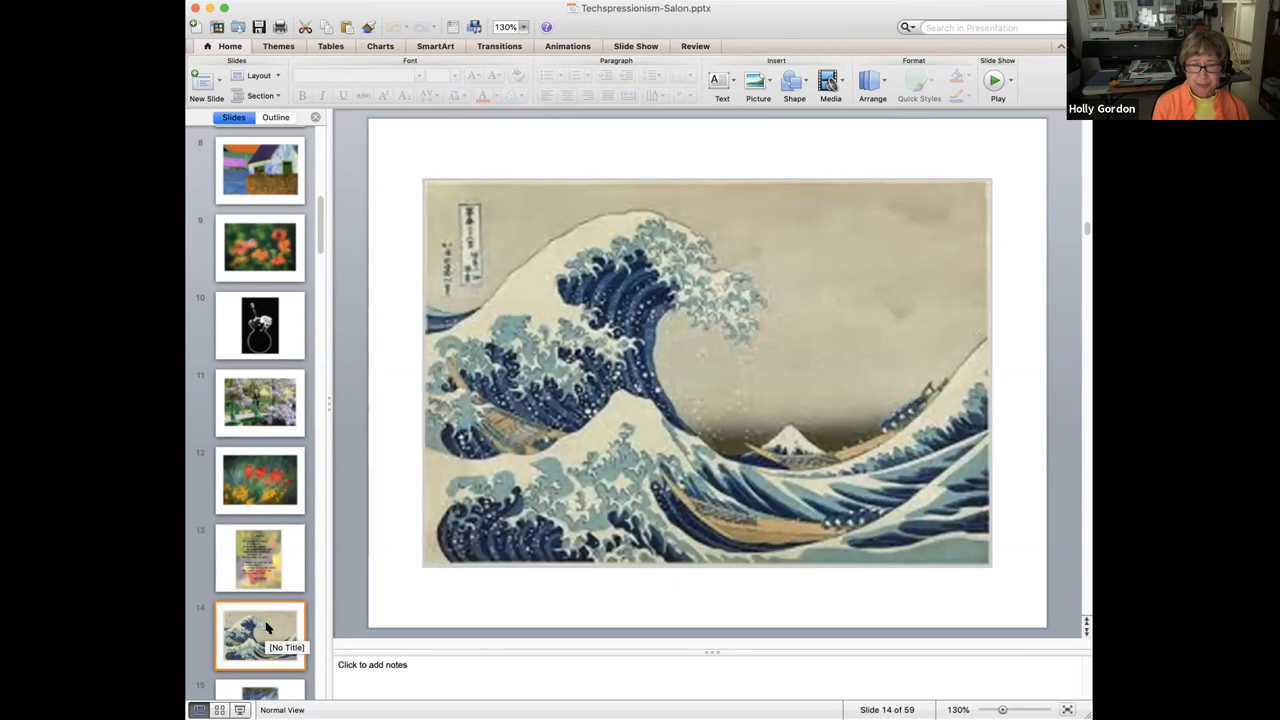 Techspressionism-Salon.pptx
130%
Search in Presentation
Home
Themes
Tables
Charts
SmartArt
Transitions
Animations
Slide Show
Review
Slides
Font
Paragraph
Insert
Format
Slide Show
New Slide
Layout
Section
Text
Picture
Shape
Media
Arrange
Quick Styles
Play
Holly Gordon
Slides
Outline
8
9
10
11
12
13
14
[No Title]
15
Click to add notes
Normal View
Slide 14 of 59
130%